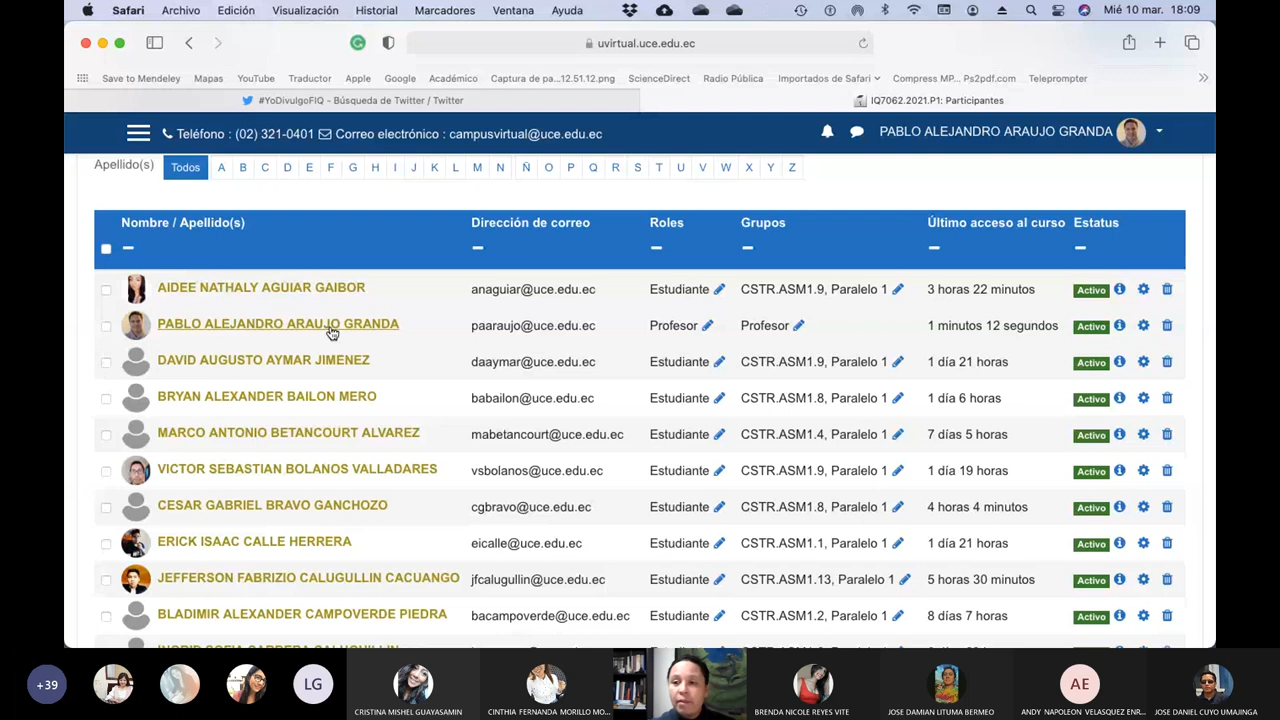 Safari Archivo Edición Visualización Historial Marcadores Ventana Ayuda Mié 10 mar. 18:09
uvirtual.uce.edu.ec
Save to Mendeley Mapas YouTube Traductor Apple Google Académico Captura de pa...12.51.12.png ScienceDirect Radio Pública Importados de Safari Compress MP... Ps2pdf.com Teleprompter
#YoDivulgoFIQ - Búsqueda de Twitter / Twitter IQ7062.2021.P1: Participantes
Teléfono : (02) 321-0401 Correo electrónico : campusvirtual@uce.edu.ec PABLO ALEJANDRO ARAUJO GRANDA
Apellido(s) Todos A B C D E F G H I J K L M N Ñ O P Q R S T U V W X Y Z
Nombre / Apellido(s) Dirección de correo Roles Grupos Último acceso al curso Estatus
AIDEE NATHALY AGUIAR GAIBOR anaguiar@uce.edu.ec Estudiante CSTR.ASM1.9, Paralelo 1 3 horas 22 minutos Activo
PABLO ALEJANDRO ARAUJO GRANDA paaraujo@uce.edu.ec Profesor Profesor 1 minutos 12 segundos Activo
DAVID AUGUSTO AYMAR JIMENEZ daaymar@uce.edu.ec Estudiante CSTR.ASM1.9, Paralelo 1 1 día 21 horas Activo
BRYAN ALEXANDER BAILON MERO babailon@uce.edu.ec Estudiante CSTR.ASM1.8, Paralelo 1 1 día 6 horas Activo
MARCO ANTONIO BETANCOURT ALVAREZ mabetancourt@uce.edu.ec Estudiante CSTR.ASM1.4, Paralelo 1 7 días 5 horas Activo
VICTOR SEBASTIAN BOLANOS VALLADARES vsbolanos@uce.edu.ec Estudiante CSTR.ASM1.9, Paralelo 1 1 día 19 horas Activo
CESAR GABRIEL BRAVO GANCHOZO cgbravo@uce.edu.ec Estudiante CSTR.ASM1.8, Paralelo 1 4 horas 4 minutos Activo
ERICK ISAAC CALLE HERRERA eicalle@uce.edu.ec Estudiante CSTR.ASM1.1, Paralelo 1 1 día 21 horas Activo
JEFFERSON FABRIZIO CALUGULLIN CACUANGO jfcalugullin@uce.edu.ec Estudiante CSTR.ASM1.13, Paralelo 1 5 horas 30 minutos Activo
BLADIMIR ALEXANDER CAMPOVERDE PIEDRA bacampoverde@uce.edu.ec Estudiante CSTR.ASM1.2, Paralelo 1 8 días 7 horas Activo
+39 LG AE
CRISTINA MISHEL GUAYASAMIN CINTHIA FERNANDA MORILLO MO... BRENDA NICOLE REYES VITE JOSE DAMIAN LITUMA BERMEO ANDY NAPOLEON VELASQUEZ ENR... JOSE DANIEL CUYO UMAJINGA